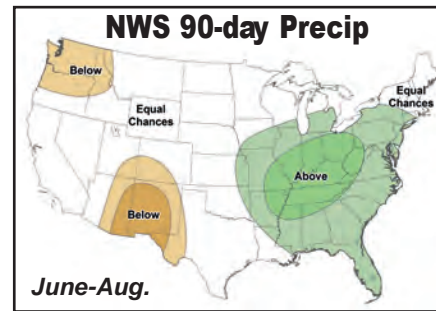 NWS 90-day Precip
Below
Equal
Chances
Equal
Chances
Above
Below
June-Aug.